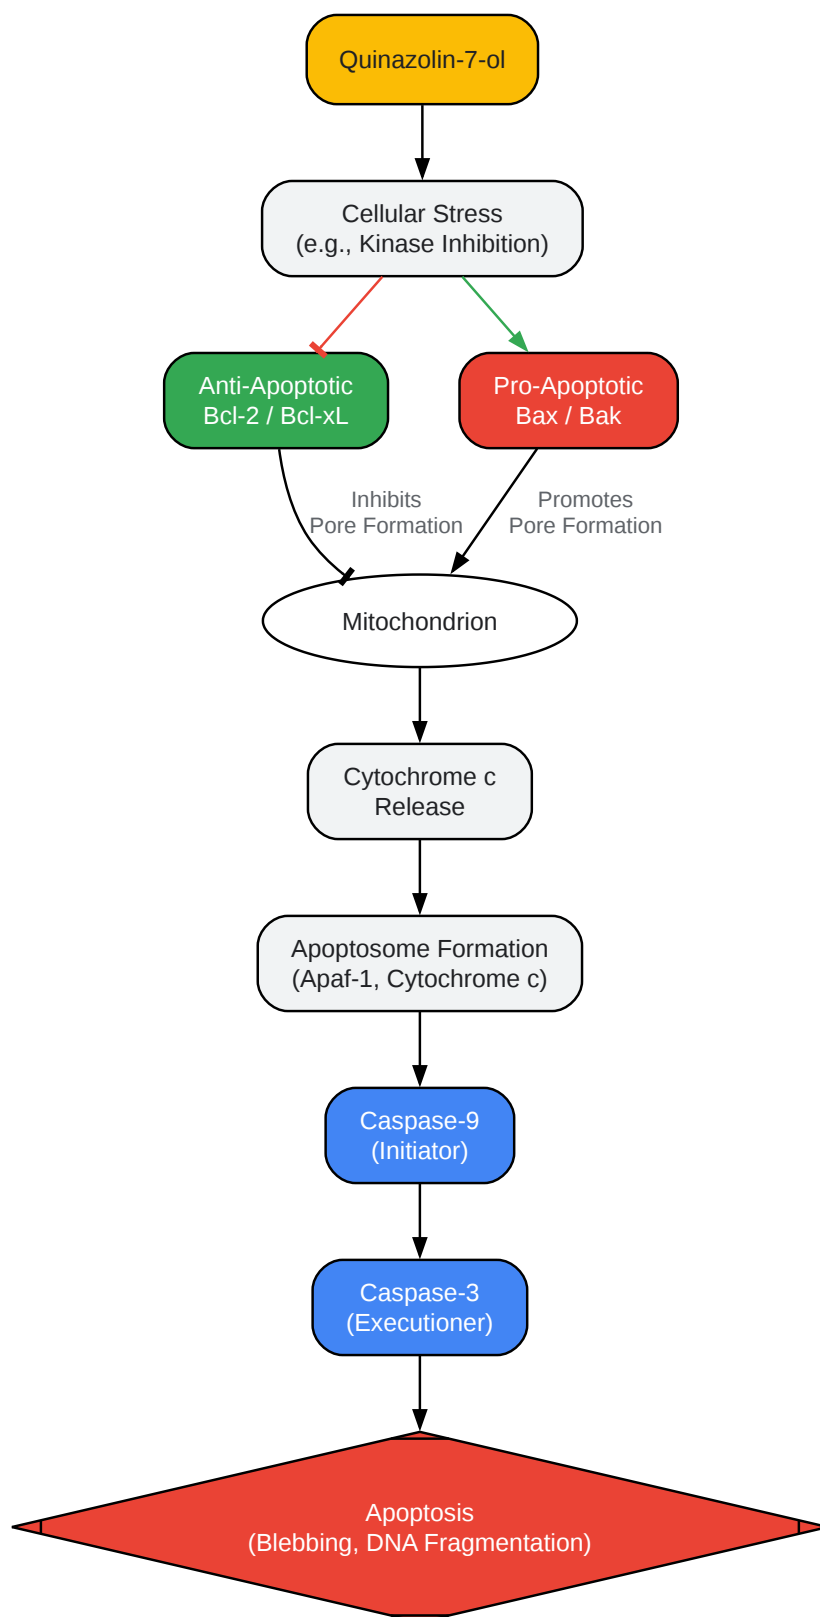 Quinazolin-7-ol
Cellular Stress
(e.g., Kinase Inhibition)
Anti-Apoptotic
Bcl-2 / Bcl-xL
Pro-Apoptotic
Bax / Bak
Inhibits
Pore Formation
Promotes
Pore Formation
Mitochondrion
Cytochrome c
Release
Apoptosome Formation
(Apaf-1, Cytochrome c)
Caspase-9
(Initiator)
Caspase-3
(Executioner)
Apoptosis
(Blebbing, DNA Fragmentation)